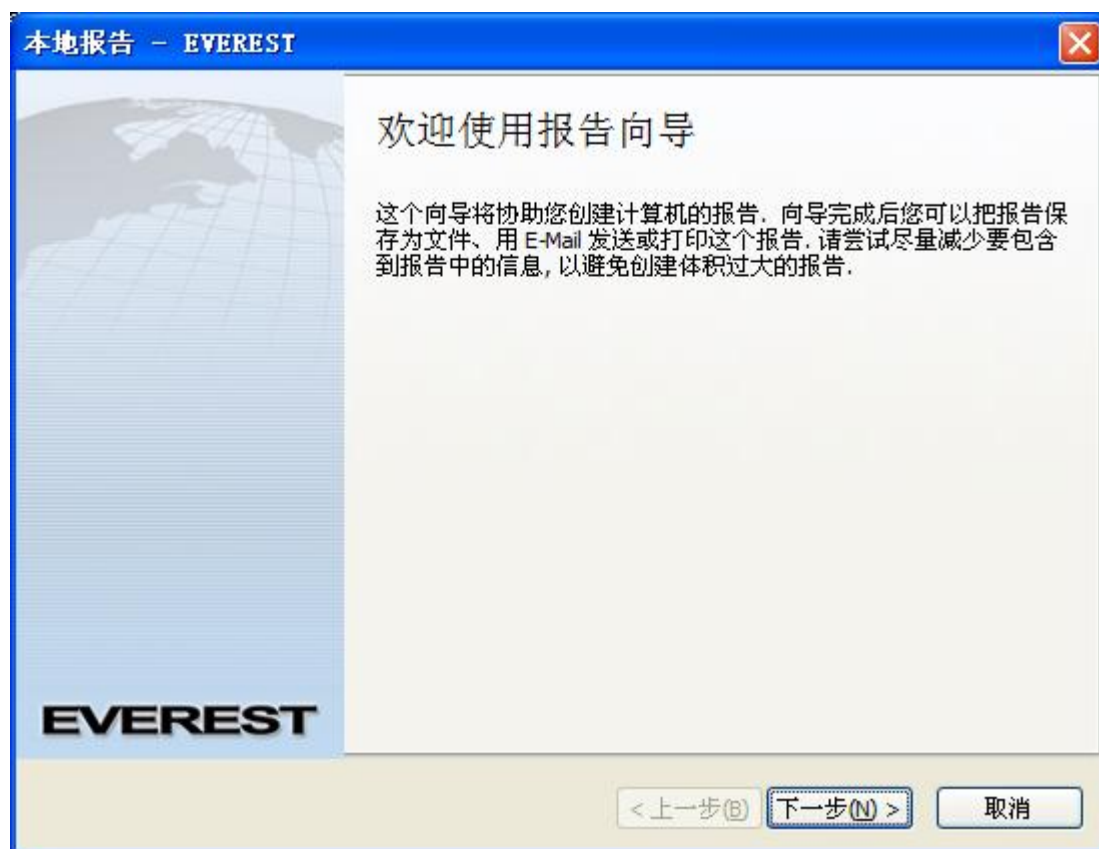 本地报告 - EVEREST
欢迎使用报告向导
这个向导将协助您创建计算机的报告. 向导完成后您可以把报告保
存为文件、用 E-Mail 发送或打印这个报告. 请尝试尽量减少要包含
到报告中的信息, 以避免创建体积过大的报告.
EVEREST
< 上一步(B) 下一步(N) > 取消